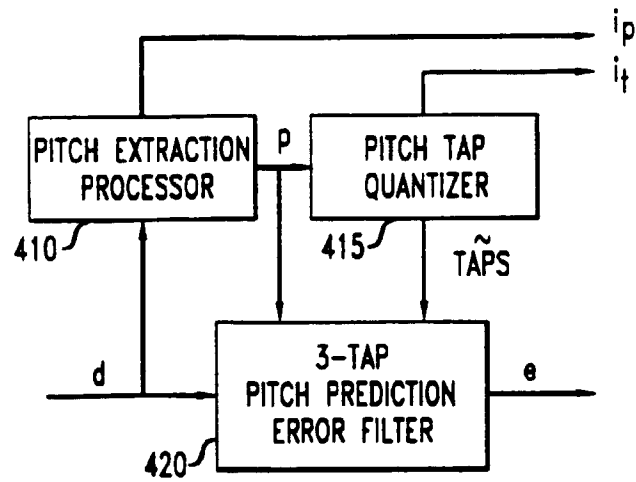 ip
it
PITCH EXTRACTION
PROCESSOR
p
PITCH TAP
QUANTIZER
410
415
~
TAPS
d
3-TAP
PITCH PREDICTION
ERROR FILTER
e
420